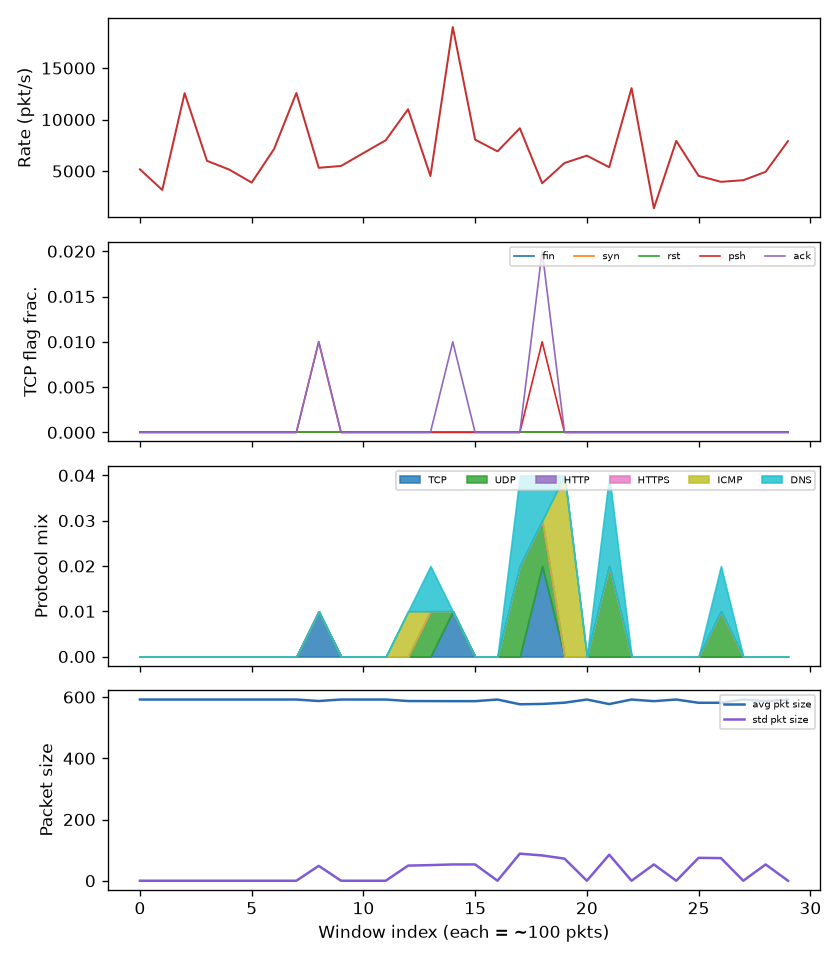 Rate (pkt/s)
15000
10000
5000
TCP flag frac.
0.020
0.015
0.010
0.005
0.000
fin syn rst psh ack
Protocol mix
0.04
0.03
0.02
0.01
0.00
TCP UDP HTTP HTTPS ICMP DNS
Packet size
600
400
200
0
avg pkt size
std pkt size
0 5 10 15 20 25 30
Window index (each = ~100 pkts)